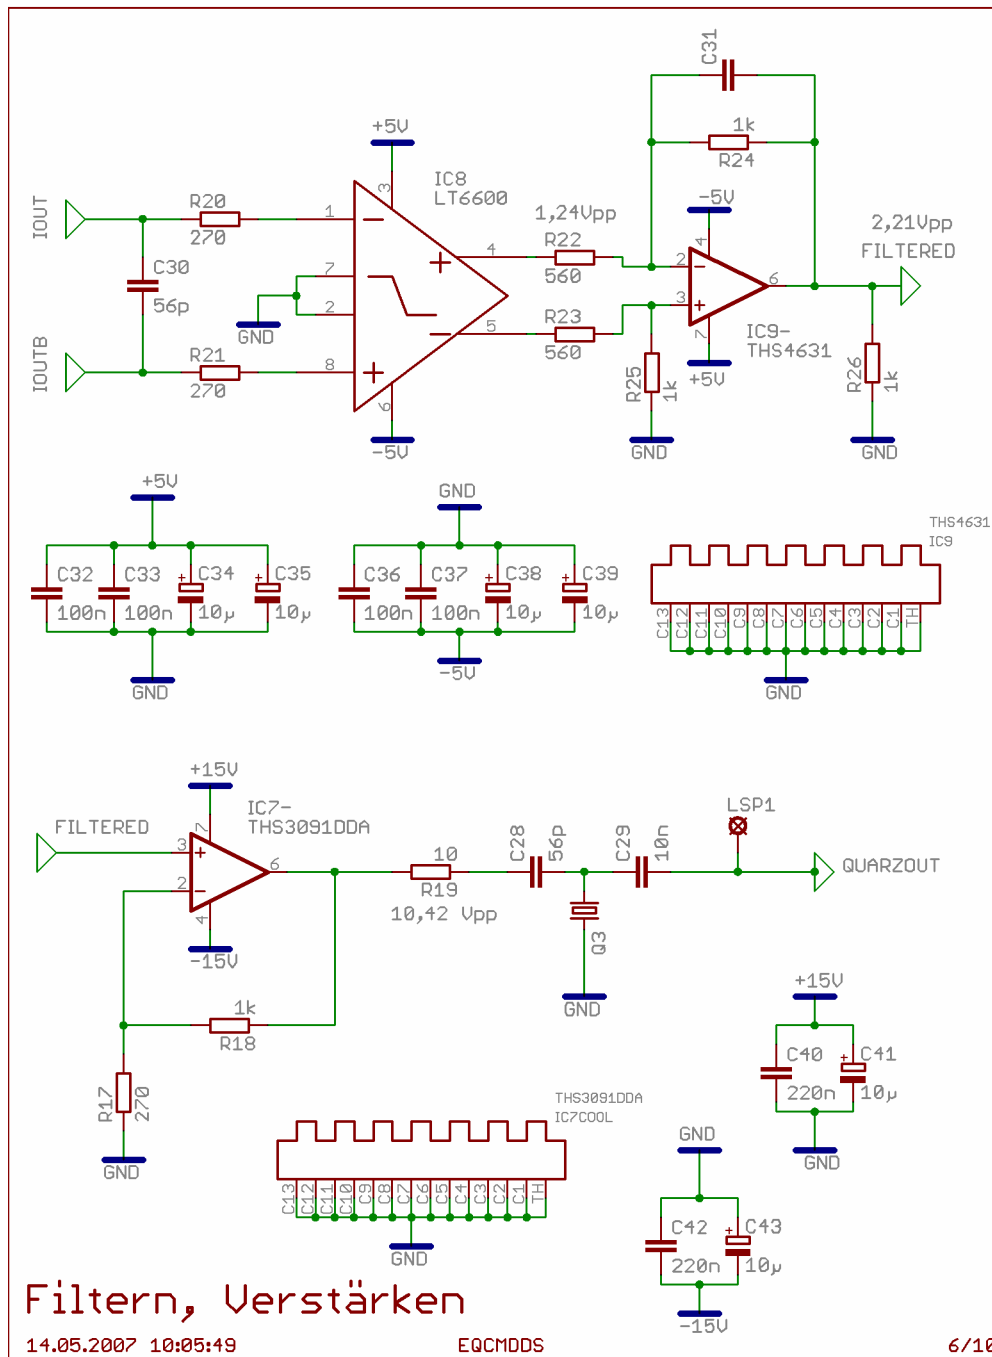 C31
1k
R24
+5V
-5V
IC8
LT6600
3
IOUT
R20
270
1
1,24Vpp
R22
560
4
2
4
6
2,21Vpp
FILTERED
C30
56p
7
2
GND
3
7
IC9-
THS4631
R23
560
5
IOUTB
R21
270
8
6
-5V
R25
1k
+5V
GND
R26
1k
GND
+5V
C32
100n
C33
100n
+
C34
10µ
+
C35
10µ
GND
GND
C36
100n
C37
100n
+
C38
10µ
+
C39
10µ
-5V
THS4631
IC9
C13
C12
C11
C10
C9
C8
C7
C6
C5
C4
C3
C2
C1
TH
GND
+15V
IC7-
THS3091DDA
FILTERED
3
2
7
4
6
-15V
10
R19
10,42 Vpp
C28
56p
C29
10n
LSP1
QUARZOUT
Q3
GND
1k
R18
R17
270
GND
+15V
C40
220n
+
C41
10µ
GND
THS3091DDA
IC7COOL
C13
C12
C11
C10
C9
C8
C7
C6
C5
C4
C3
C2
C1
TH
GND
GND
C42
220n
+
C43
10µ
-15V
Filtern, Verstärken
14.05.2007 10:05:49
EQCMDDS
6/10